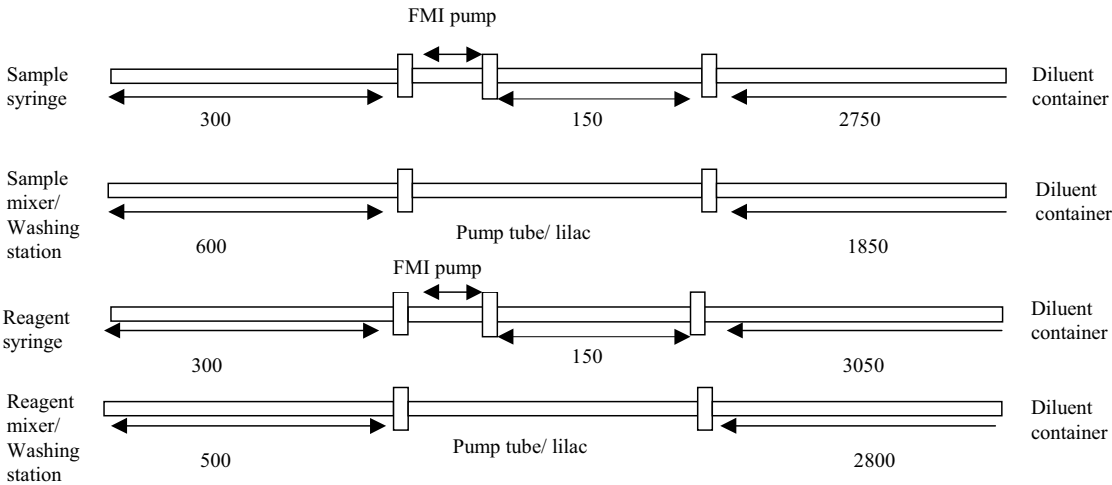 FMI pump
Sample
syringe
300
150
2750
Diluent
container
Sample
mixer/
Washing
station
600
Pump tube/ lilac
1850
Diluent
container
FMI pump
Reagent
syringe
300
150
3050
Diluent
container
Reagent
mixer/
Washing
station
500
Pump tube/ lilac
2800
Diluent
container